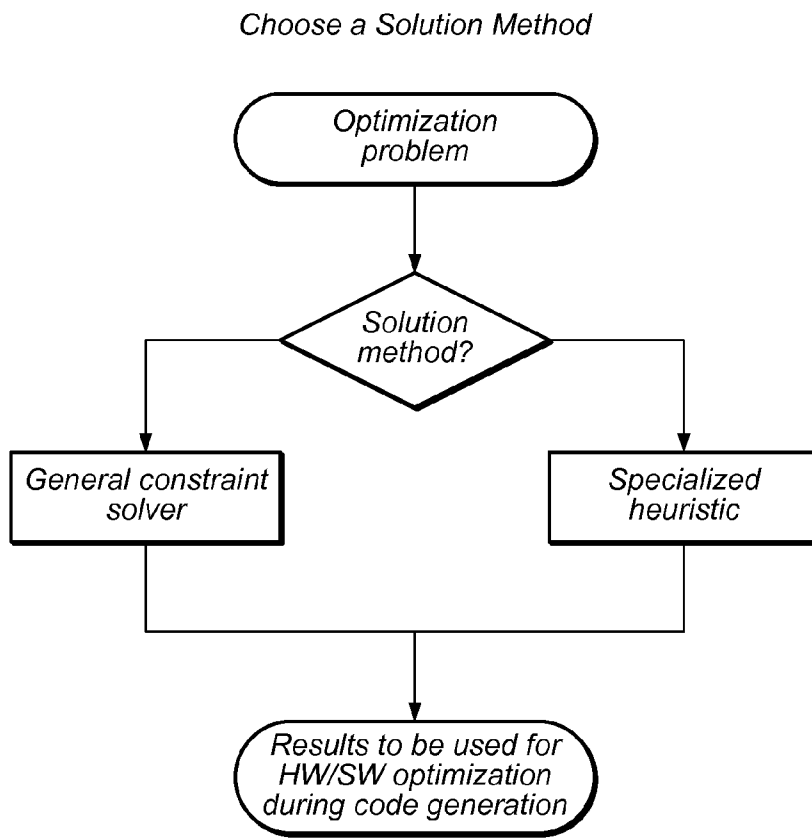 Choose a Solution Method
Optimization
problem
Solution
method?
General constraint
solver
Specialized
heuristic
Results to be used for
HW/SW optimization
during code generation